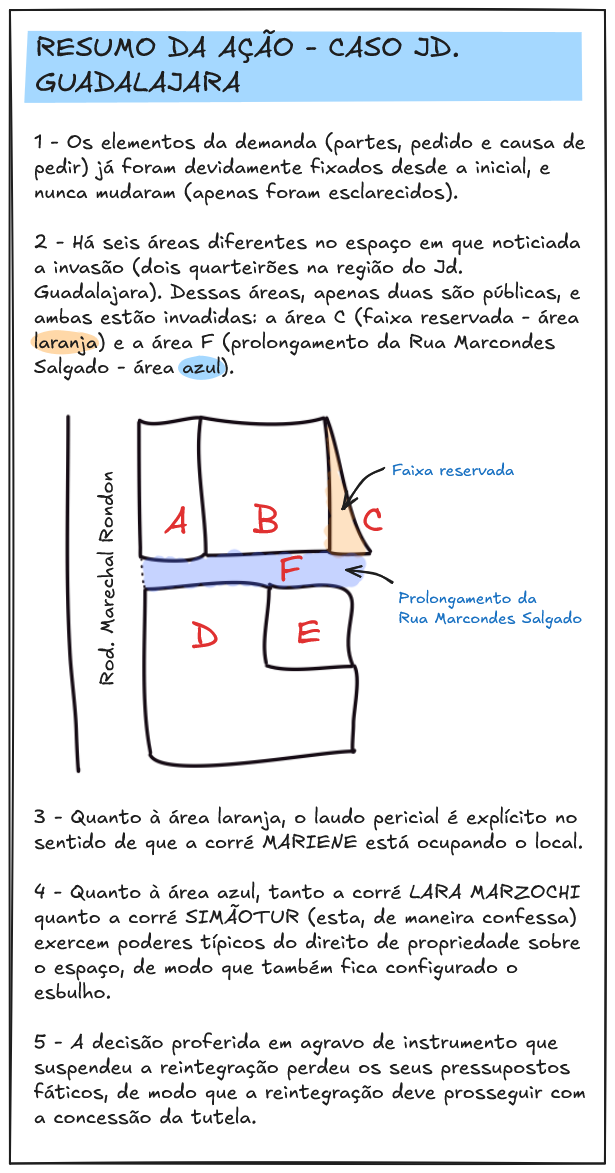 RESUMO DA AÇÃO - CASO JD.
GUADALAJARA
1 - Os elementos da demanda (partes, pedido e causa de
pedir) já foram devidamente fixados desde a inicial, e
nunca mudaram (apenas foram esclarecidos).
2 - Há seis áreas diferentes no espaço em que noticiada
a invasão (dois quarteirões na região do Jd.
Guadalajara). Dessas áreas, apenas duas são públicas, e
ambas estão invadidas: a área C (faixa reservada - área
laranja) e a área F (prolongamento da Rua Marcondes
Salgado - área azul).
Rod. Marechal Rondon
A
B
C
Faixa reservada
F
Prolongamento da
Rua Marcondes Salgado
D
E
3 - Quanto à área laranja, o laudo pericial é explícito no
sentido de que a corré MARIENE está ocupando o local.
4 - Quanto à área azul, tanto a corré LARA MARZOCHI
quanto a corré SIMÃOTUR (esta, de maneira confessa)
exercem poderes típicos do direito de propriedade sobre
o espaço, de modo que também fica configurado o
esbulho.
5 - A decisão proferida em agravo de instrumento que
suspendeu a reintegração perdeu os seus pressupostos
fáticos, de modo que a reintegração deve prosseguir com
a concessão da tutela.